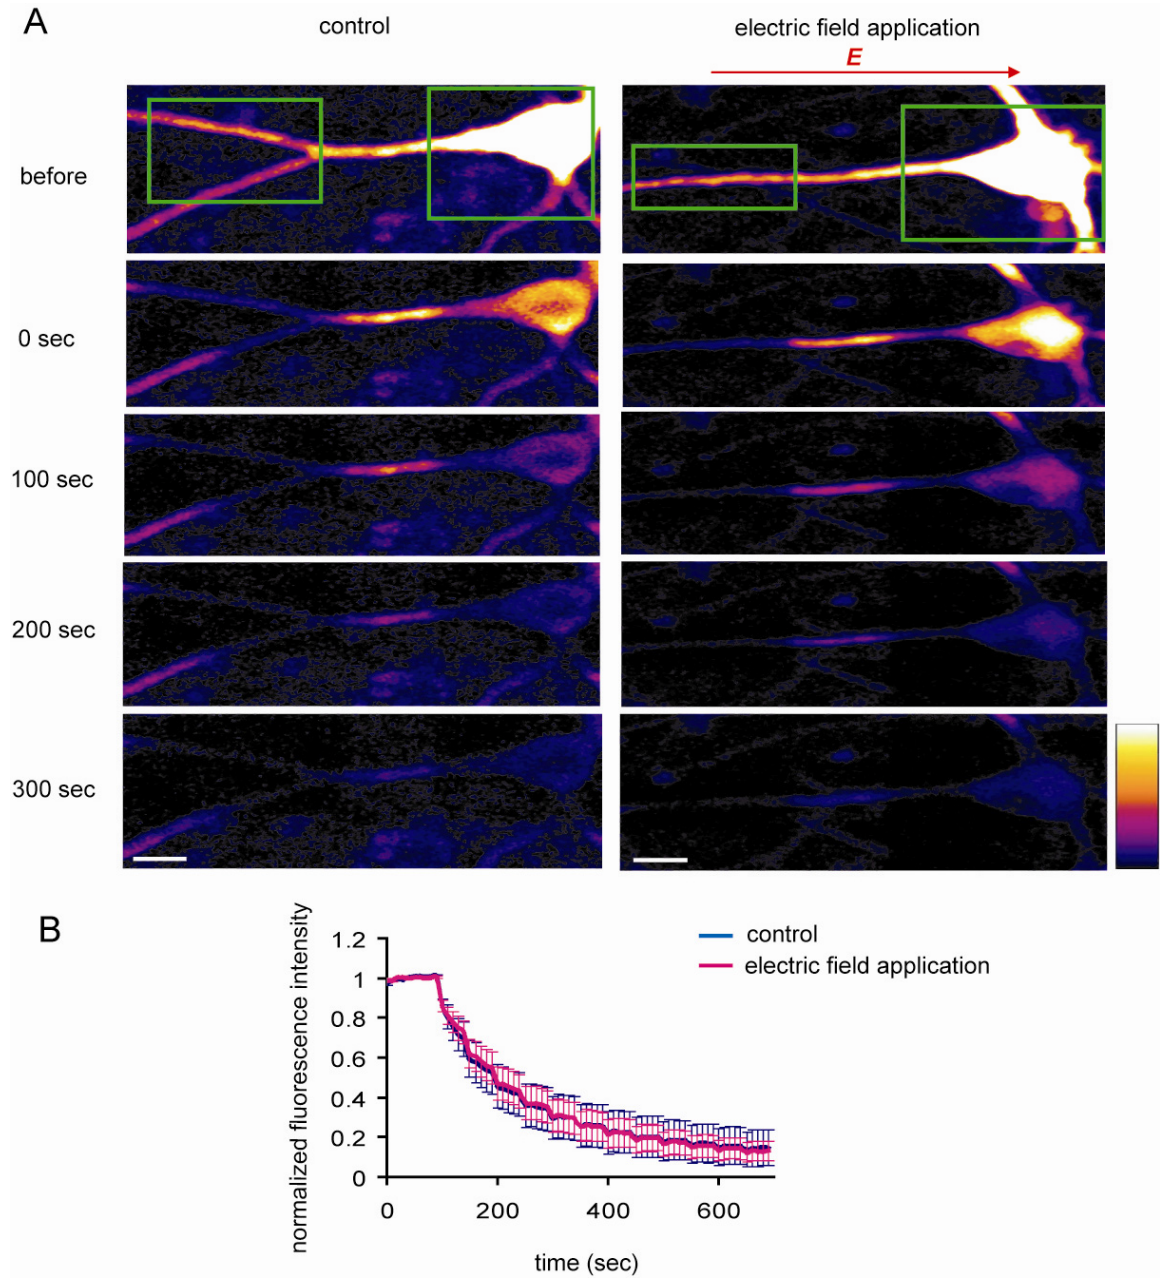 A
control
electric field application
E
before
0 sec
100 sec
200 sec
300 sec
B
control
electric field application
normalized fluorescence intensity
1.2
1
0.8
0.6
0.4
0.2
0
0 200 400 600
time (sec)